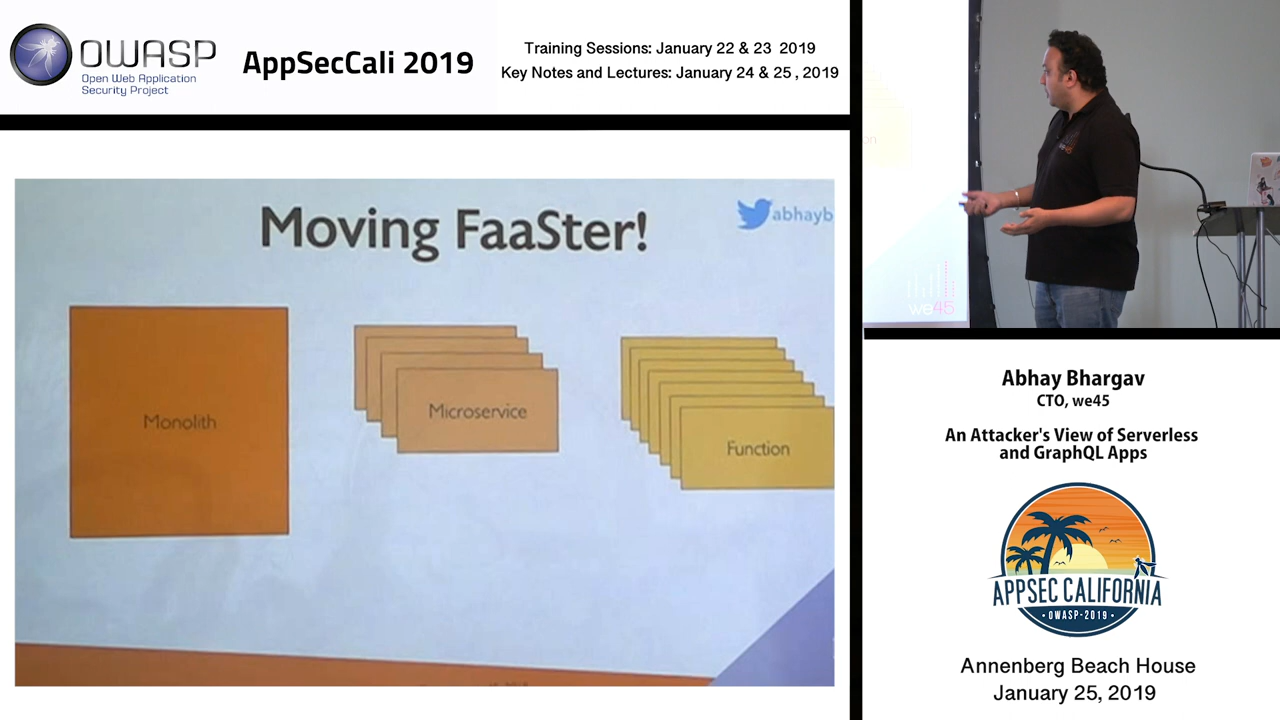 OWASP
Open Web Application
Security Project
AppSecCali 2019
Training Sessions: January 22 & 23 2019
Key Notes and Lectures: January 24 & 25 , 2019
Moving FaaSter!
abhayb
Monolith
Microservice
Function
we45
Abhay Bhargav
CTO, we45
An Attacker's View of Serverless
and GraphQL Apps
APPSEC CALIFORNIA
OWASP-2019
Annenberg Beach House
January 25, 2019